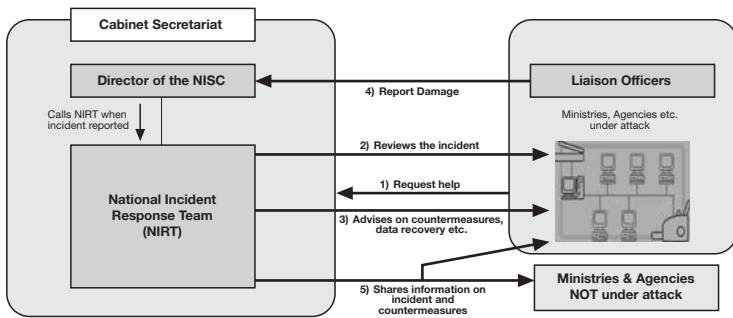 Cabinet Secretariat
Director of the NISC
Calls NIRT when
incident reported
National Incident
Response Team
(NIRT)
4) Report Damage
2) Reviews the incident
1) Request help
3) Advises on countermeasures,
data recovery etc.
5) Shares information on
incident and
countermeasures
Liaison Officers
Ministries, Agencies etc.
under attack
Ministries & Agencies
NOT under attack